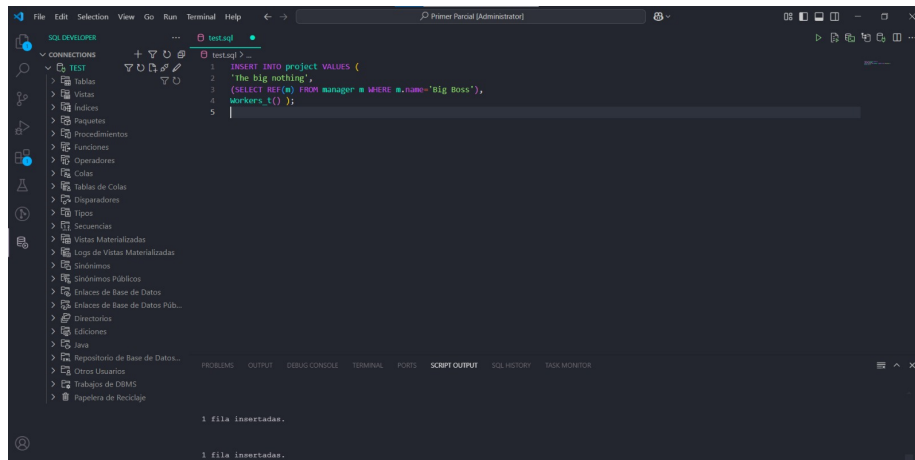 File Edit Selection View Go Run Terminal Help
Primer Parcial [Administrator]
SQL DEVELOPER
test.sql
CONNECTIONS
test.sql > ...
TEST
Tablas
Vistas
Índices
Paquetes
Procedimientos
Funciones
Operadores
Colas
Tablas de Colas
Disparadores
Tipos
Secuencias
Vistas Materializadas
Logs de Vistas Materializadas
Sinónimos
Sinónimos Públicos
Enlaces de Base de Datos
Enlaces de Base de Datos Púb...
Directorios
Ediciones
Java
Repositorio de Base de Datos...
Otros Usuarios
Trabajos de DBMS
Papelera de Reciclaje
1 INSERT INTO project VALUES (
2 'The big nothing',
3 (SELECT REF(m) FROM manager m WHERE m.name='Big Boss'),
4 Workers_t() );
5
PROBLEMS OUTPUT DEBUG CONSOLE TERMINAL PORTS SCRIPT OUTPUT SQL HISTORY TASK MONITOR
1 fila insertadas.
1 fila insertadas.